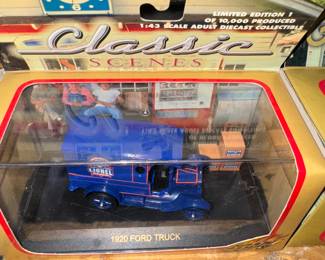 6
LIMITED EDITION 1
OF 10,000 PRODUCED
1:43 SCALE ADULT DIECAST COLLECTIBLE
Classic
SCENES
LIONEL
1920 FORD TRUCK